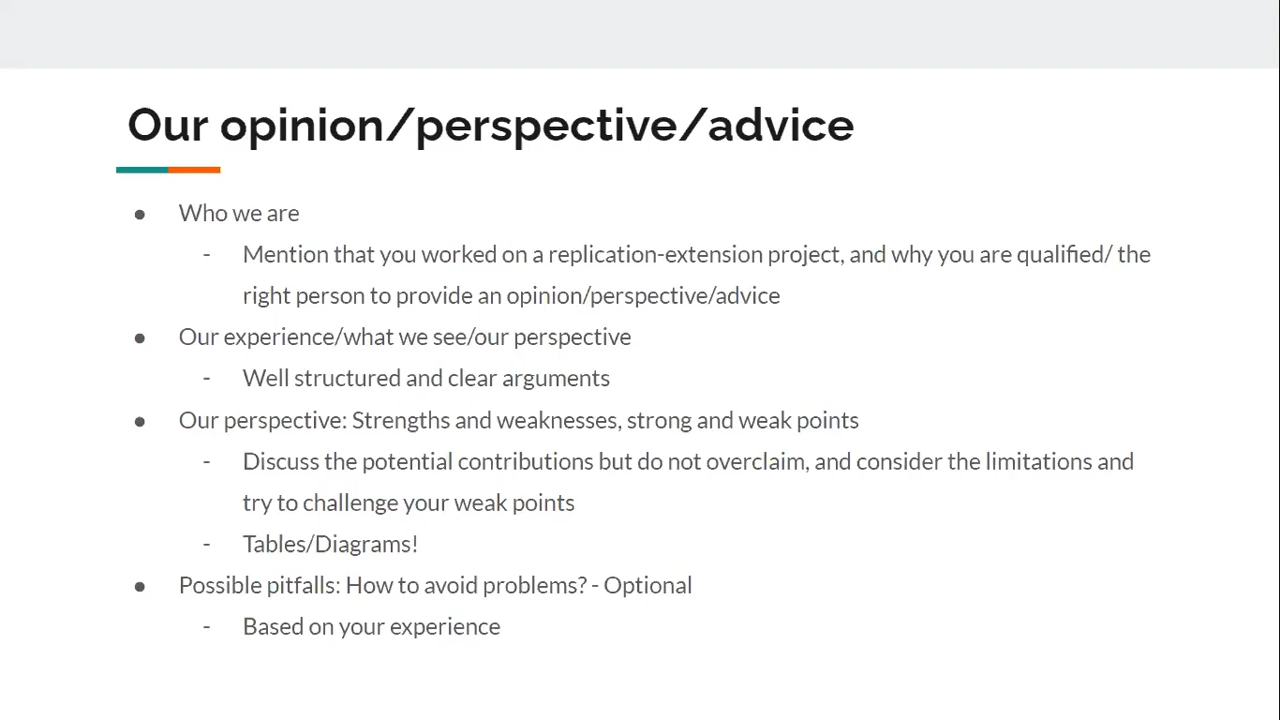 Our opinion/perspective/advice
● Who we are
- Mention that you worked on a replication-extension project, and why you are qualified/ the
right person to provide an opinion/perspective/advice
● Our experience/what we see/our perspective
- Well structured and clear arguments
● Our perspective: Strengths and weaknesses, strong and weak points
- Discuss the potential contributions but do not overclaim, and consider the limitations and
try to challenge your weak points
- Tables/Diagrams!
● Possible pitfalls: How to avoid problems? - Optional
- Based on your experience